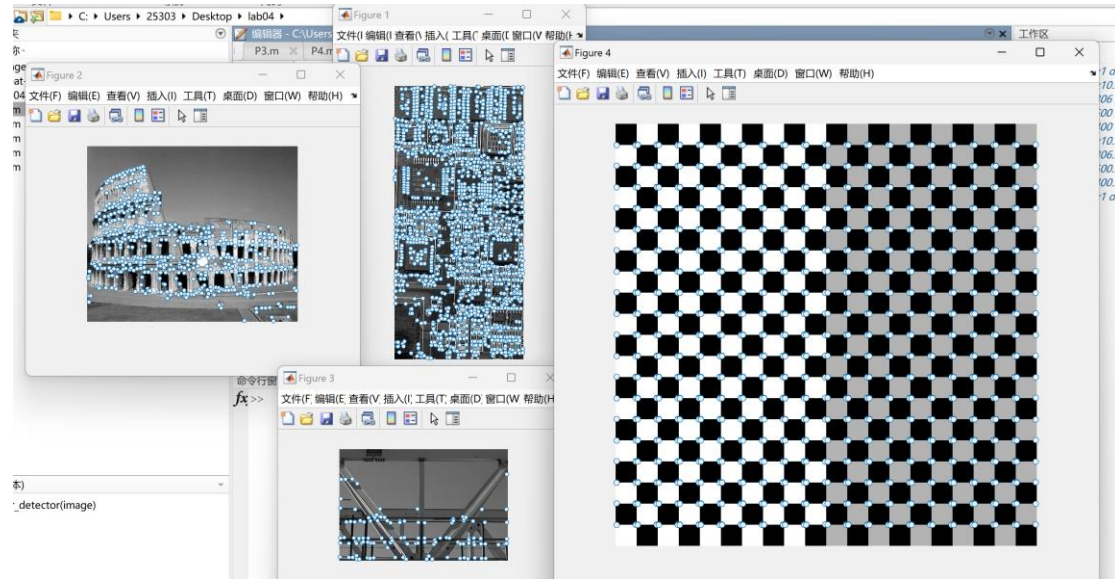 C: ▸ Users ▸ 25303 ▸ Desktop ▸ lab04 ▸
编辑器 - C:\Users
工作区
P3.m × P4.m
Figure 1
文件(I 编辑(I 查看(\ 插入( 工具(' 桌面([ 窗口(V 帮助(H
Figure 2
文件(F) 编辑(E) 查看(V) 插入(I) 工具(T) 桌面(D) 窗口(W) 帮助(H)
Figure 4
文件(F) 编辑(E) 查看(V) 插入(I) 工具(T) 桌面(D) 窗口(W) 帮助(H)
命令行窗
fx >>
Figure 3
文件(F 编辑(E 查看(V 插入(I 工具(T 桌面(D 窗口(W 帮助(H
本)
_detector(image)